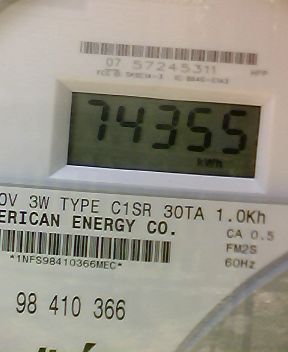 07 57245311
74355
kWh
0V 3W TYPE C1SR 30TA 1.0Kh
ERICAN ENERGY CO.
CA 0.5
FM2S
*1NFS98410366MEC*
60Hz
98 410 366